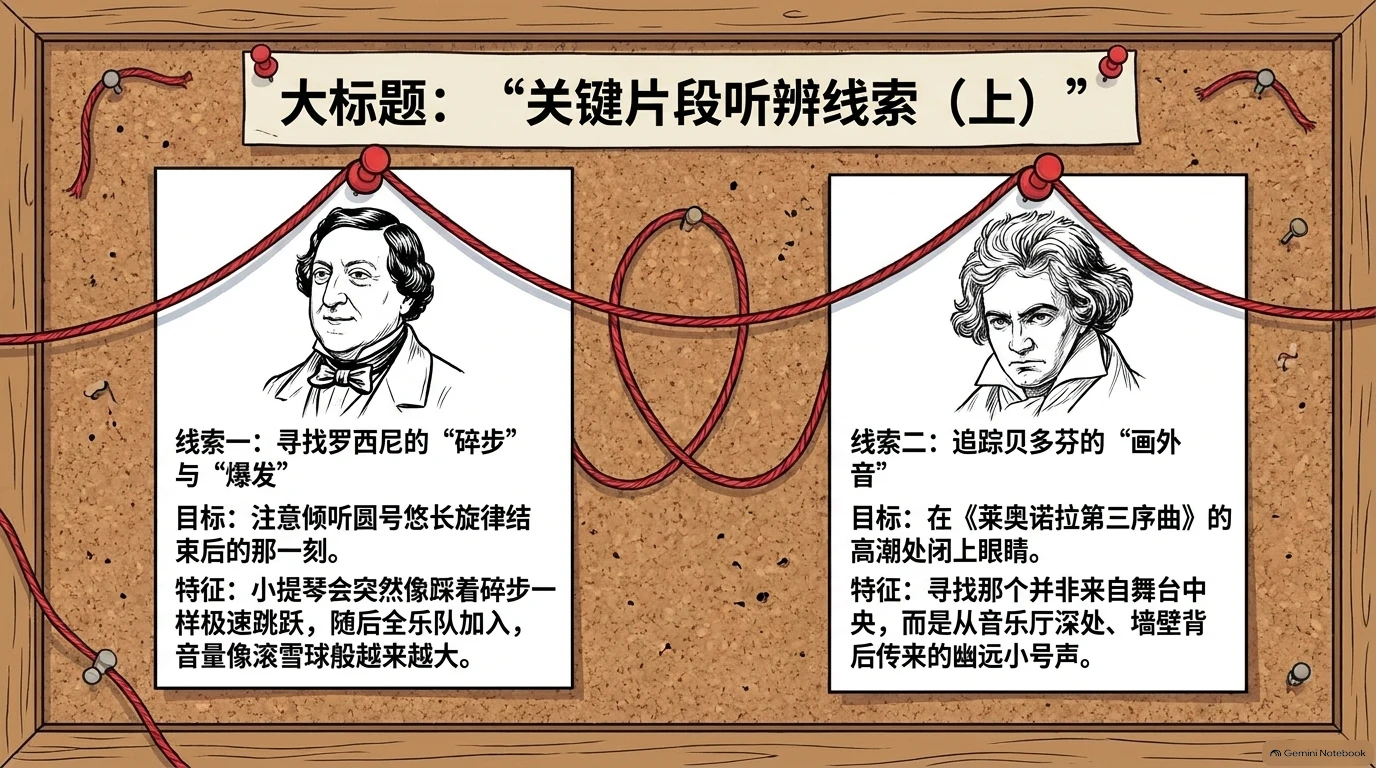 大标题：“关键片段听辨线索（上）”
线索一：寻找罗西尼的“碎步”
与“爆发”
目标：注意倾听圆号悠长旋律结
束后的那一刻。
特征：小提琴会突然像踩着碎步一
样极速跳跃，随后全乐队加入，
音量像滚雪球般越来越大。
线索二：追踪贝多芬的“画外
音”
目标：在《莱奥诺拉第三序曲》的
高潮处闭上眼睛。
特征：寻找那个并非来自舞台中
央，而是从音乐厅深处、墙壁背
后传来的幽远小号声。
Gemini Notebook